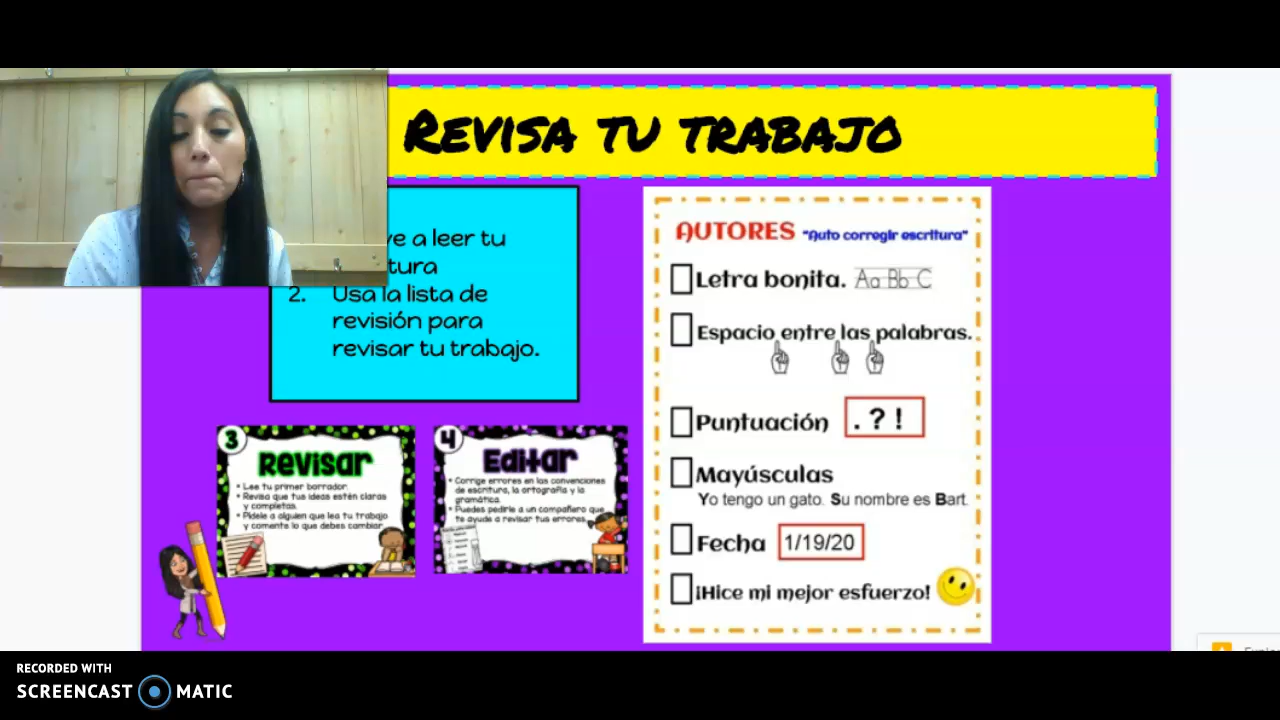 REVISA TU TRABAJO
a leer tu
2. Usa la lista de
revisión para
revisar tu trabajo.
3
Revisar
• Lee tu primer borrador.
• Revisa que tus ideas estén claras
y completas.
• Pídele a alguien que lea tu trabajo
y comente lo que debes cambiar.
4
Editar
• Corrige errores en las convenciones
de escritura, la ortografía y la
gramática.
• Puedes pedirle a un compañero que
te ayude a revisar tus errores.
AUTORES "Auto corregir escritura"
Letra bonita. Aa Bb C
Espacio entre las palabras.
Puntuación . ? !
Mayúsculas
Yo tengo un gato. Su nombre es Bart.
Fecha 1/19/20
¡Hice mi mejor esfuerzo!
RECORDED WITH
SCREENCAST MATIC